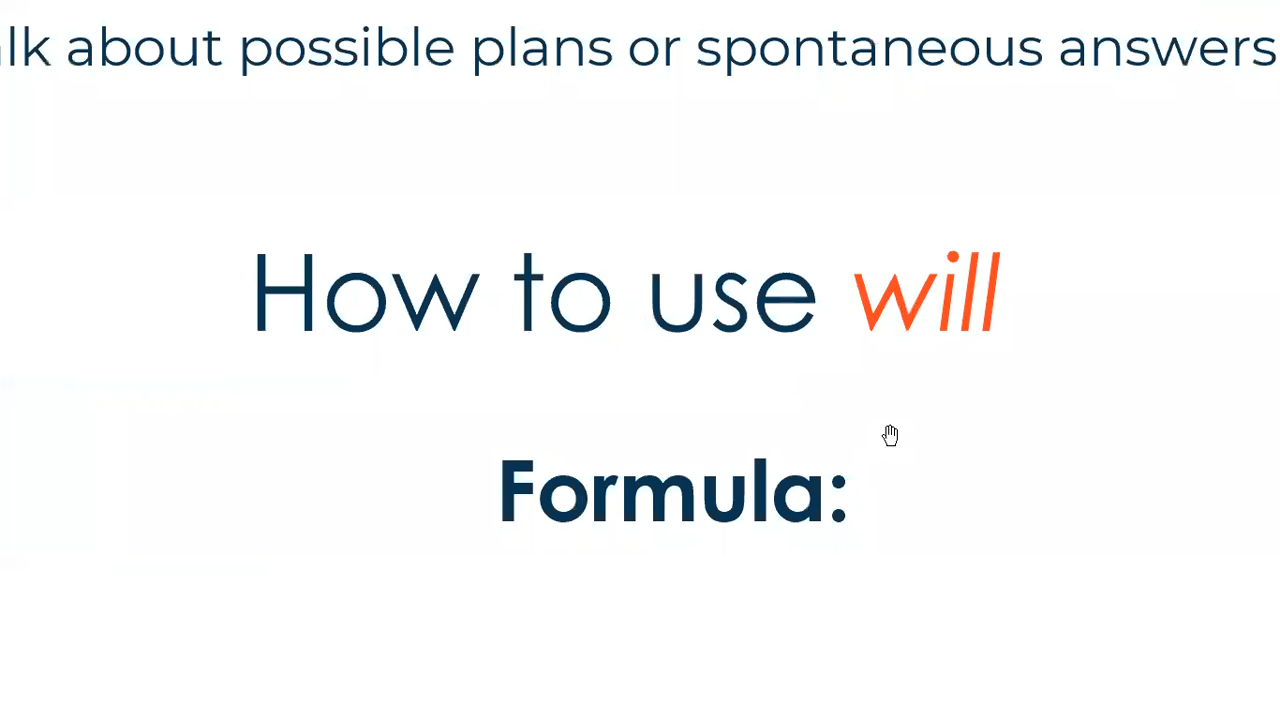 lk about possible plans or spontaneous answers
How to use will
Formula: